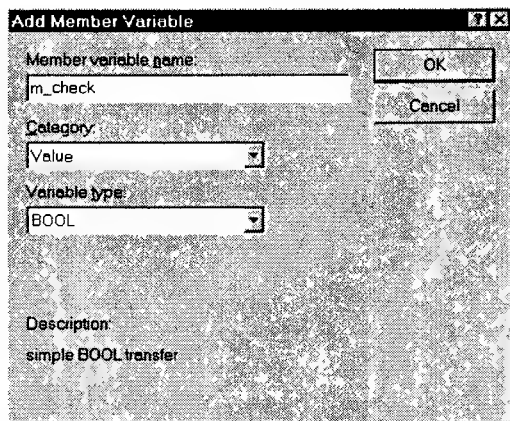 Add Member Variable
Member variable name:
OK
m_check
Cancel
Category:
Value
Variable type:
BOOL
Description:
simple BOOL transfer